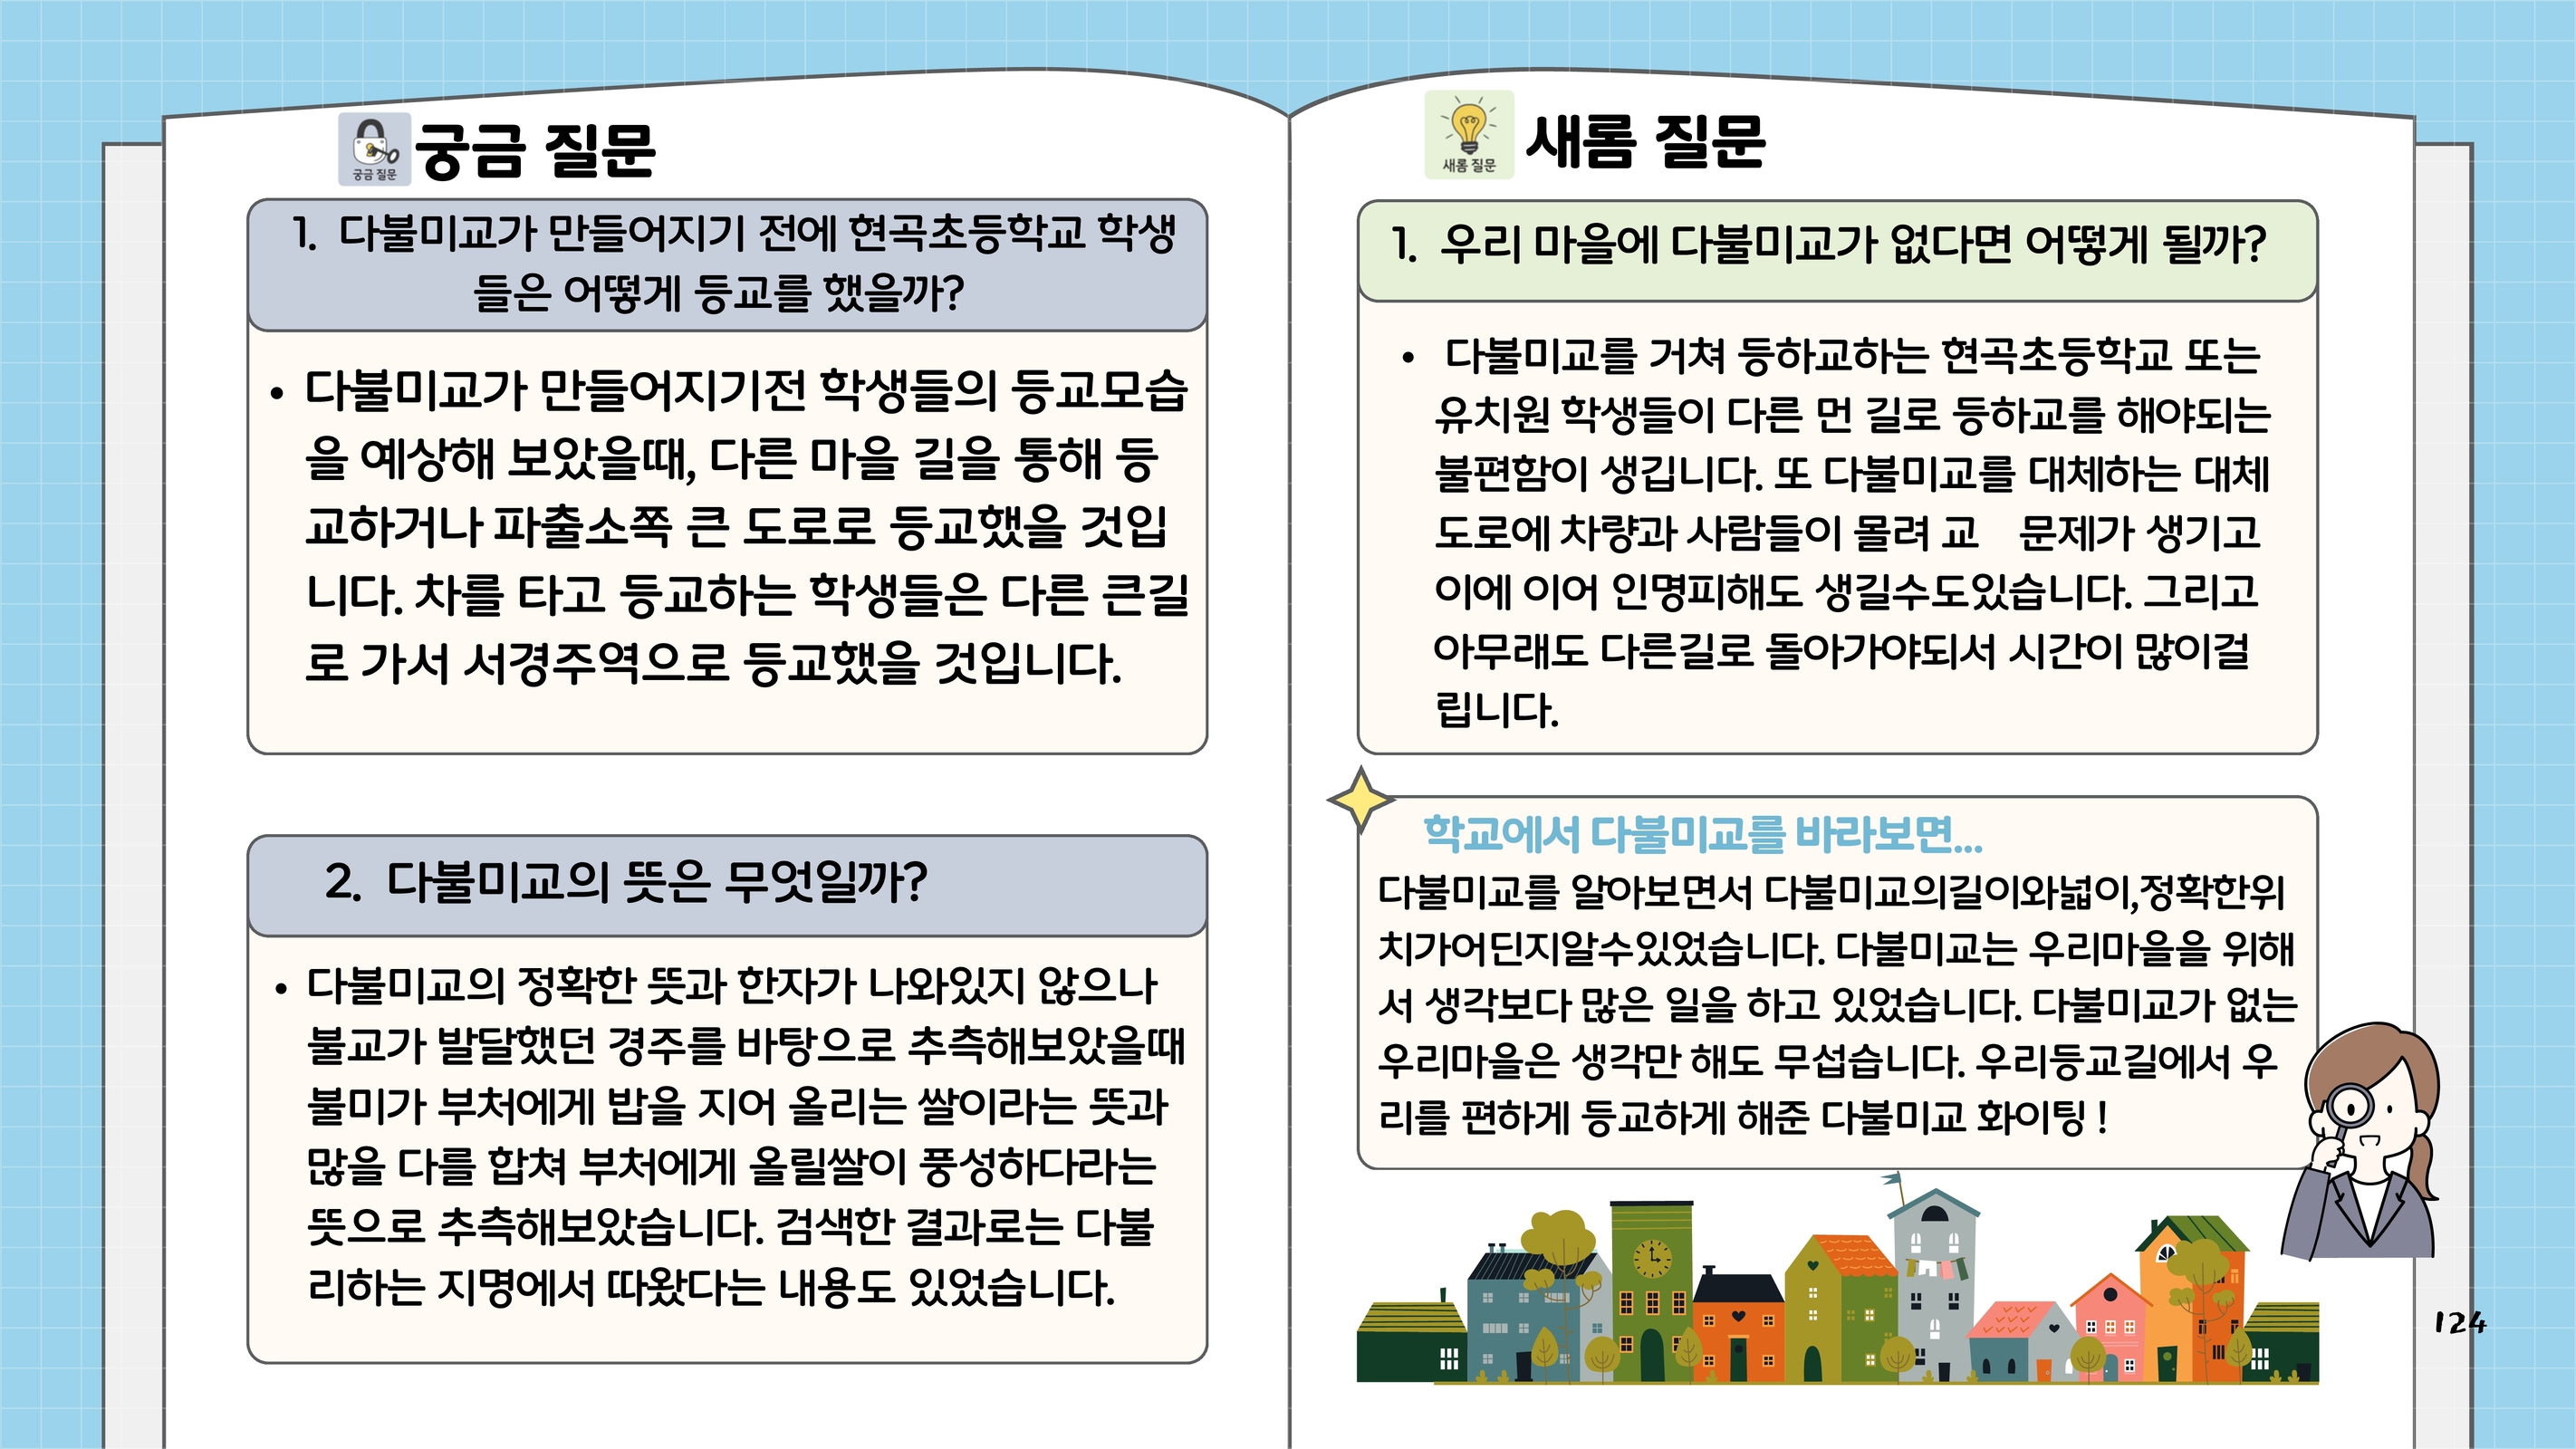 궁금 질문
궁금 질문
1. 다불미교가 만들어지기 전에 현곡초등학교 학생
들은 어떻게 등교를 했을까?
• 다불미교가 만들어지기전 학생들의 등교모습
을 예상해 보았을때, 다른 마을 길을 통해 등
교하거나 파출소쪽 큰 도로로 등교했을 것입
니다. 차를 타고 등교하는 학생들은 다른 큰길
로 가서 서경주역으로 등교했을 것입니다.
2. 다불미교의 뜻은 무엇일까?
• 다불미교의 정확한 뜻과 한자가 나와있지 않으나
불교가 발달했던 경주를 바탕으로 추측해보았을때
불미가 부처에게 밥을 지어 올리는 쌀이라는 뜻과
많을 다를 합쳐 부처에게 올릴쌀이 풍성하다라는
뜻으로 추측해보았습니다. 검색한 결과로는 다불
리하는 지명에서 따왔다는 내용도 있었습니다.
새롬 질문
새롬 질문
1. 우리 마을에 다불미교가 없다면 어떻게 될까?
• 다불미교를 거쳐 등하교하는 현곡초등학교 또는
유치원 학생들이 다른 먼 길로 등하교를 해야되는
불편함이 생깁니다. 또 다불미교를 대체하는 대체
도로에 차량과 사람들이 몰려 교 문제가 생기고
이에 이어 인명피해도 생길수도있습니다. 그리고
아무래도 다른길로 돌아가야되서 시간이 많이걸
립니다.
학교에서 다불미교를 바라보면...
다불미교를 알아보면서 다불미교의길이와넓이,정확한위
치가어딘지알수있었습니다. 다불미교는 우리마을을 위해
서 생각보다 많은 일을 하고 있었습니다. 다불미교가 없는
우리마을은 생각만 해도 무섭습니다. 우리등교길에서 우
리를 편하게 등교하게 해준 다불미교 화이팅 !
124